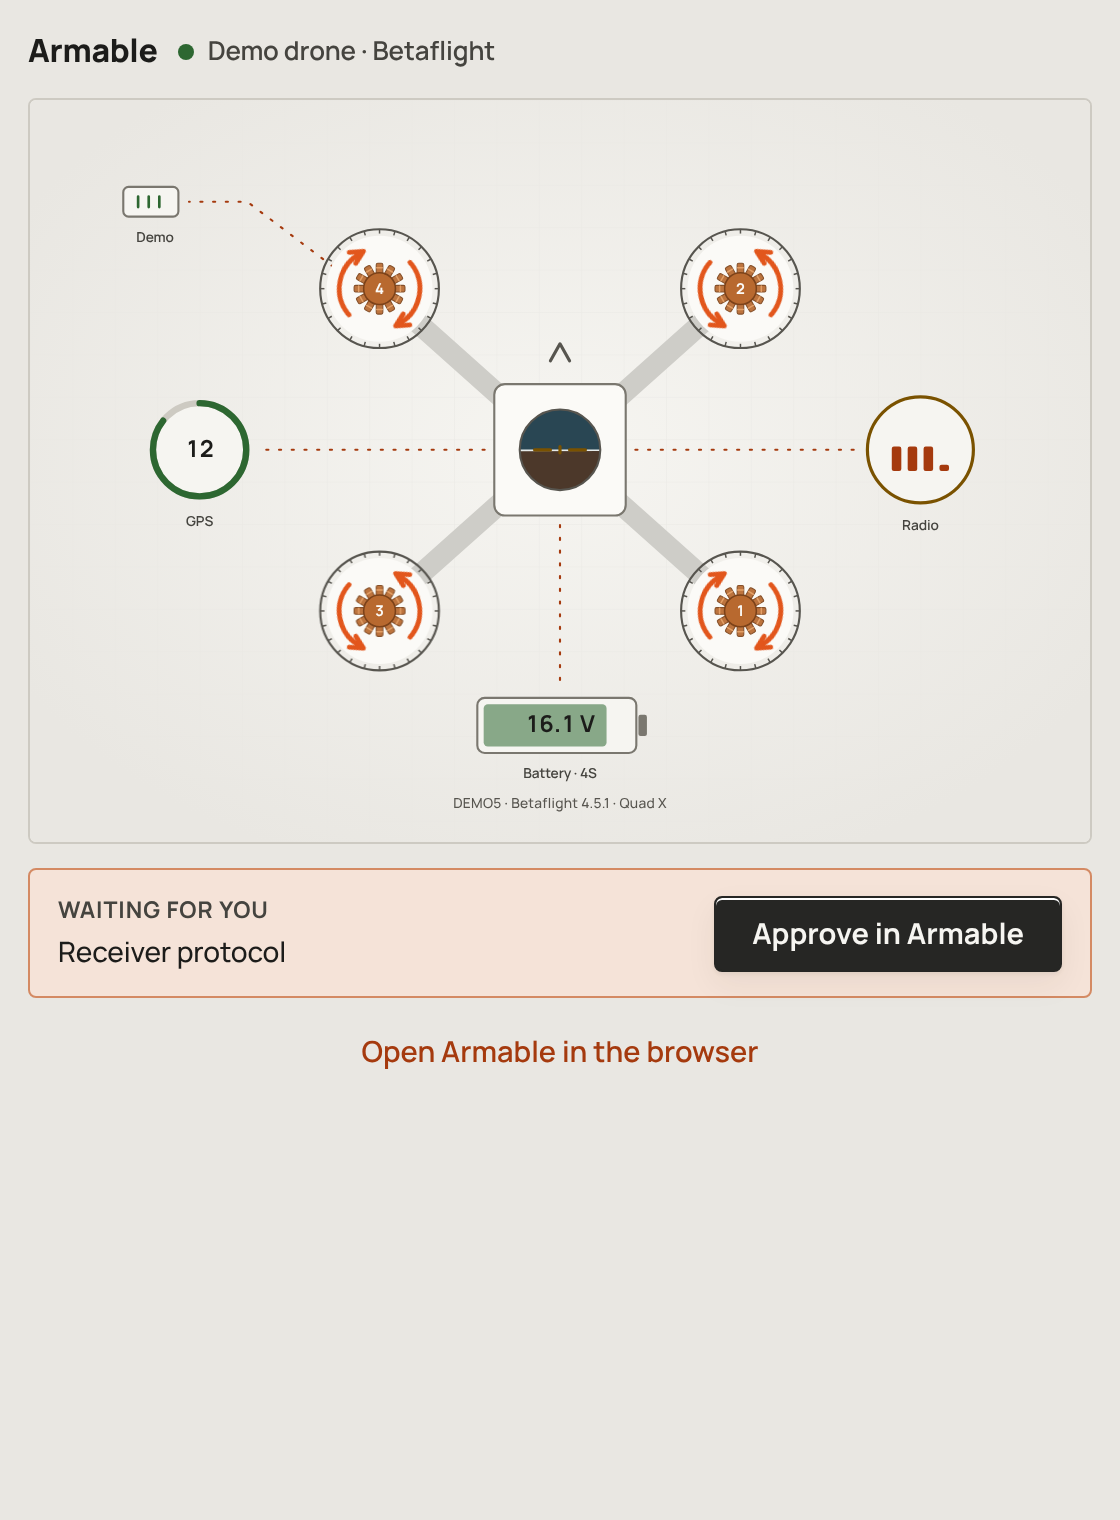 Armable
Demo drone · Betaflight
Demo
4
2
12
GPS
Radio
3
1
16.1 V
Battery · 4S
DEMO5 · Betaflight 4.5.1 · Quad X
WAITING FOR YOU
Receiver protocol
Approve in Armable
Open Armable in the browser